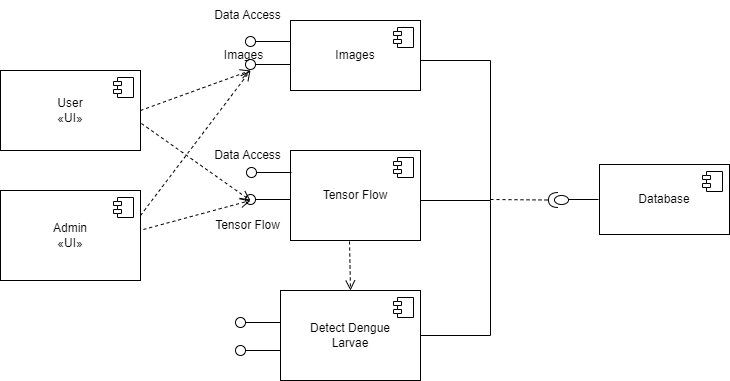 Data Access
Images
Images
User
«UI»
Data Access
Tensor Flow
Tensor Flow
Admin
«UI»
Database
Detect Dengue
Larvae